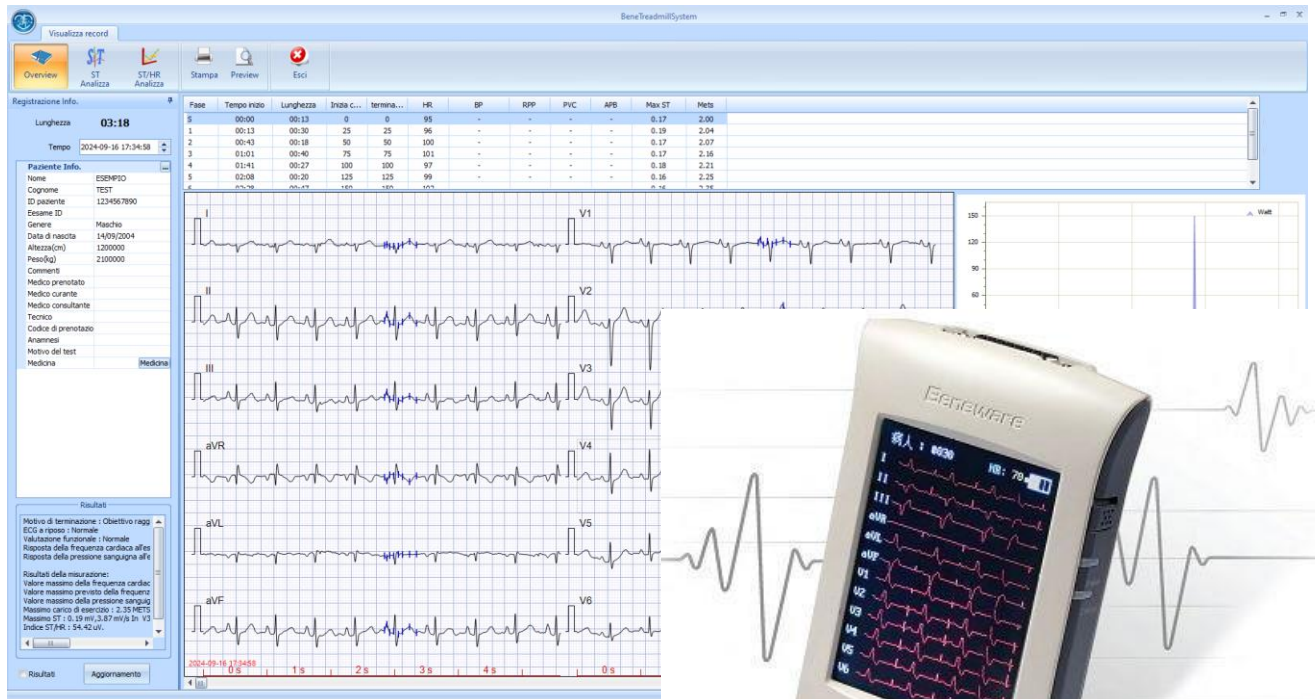 BeneTreadmillSystem
Visualizza record
Overview
ST Analizza
ST/HR Analizza
Stampa
Preview
Esci
Registrazione Info.
Lunghezza 03:18
Tempo 2024-09-16 17:34:58
Paziente Info.
Nome ESEMPIO
Cognome TEST
ID paziente 1234567890
Eesame ID
Genere Maschio
Data di nascita 14/09/2004
Altezza(cm) 1200000
Peso(kg) 2100000
Commenti
Medico prenotato
Medico curante
Medico consultante
Tecnico
Codice di prenotazio
Anamnesi
Motivo del test
Medicina Medicina
Risultati
Motivo di terminazione : Obiettivo ragg
ECG a riposo : Normale
Valutazione funzionale : Normale
Risposta della frequenza cardiaca all'es
Risposta della pressione sanguigna all'e
Risultati della misurazione:
Valore massimo della frequenza cardiac
Valore massimo previsto della frequenz
Valore massimo della pressione sanguig
Massimo carico di esercizio : 2.35 METS
Massimo ST : 0.19 mV,3.87 mV/s In V3
Indice ST/HR : 54.42 uV.
Risultati Aggiornamento
Fase Tempo inizio Lunghezza Inizia c... termina... HR BP RPP PVC APB Max ST Mets
S 00:00 00:13 0 0 95 - - - - 0.17 2.00
1 00:13 00:30 25 25 96 - - - - 0.19 2.04
2 00:43 00:18 50 50 100 - - - - 0.17 2.07
3 01:01 00:40 75 75 101 - - - - 0.17 2.16
4 01:41 00:27 100 100 97 - - - - 0.18 2.21
5 02:08 00:20 125 125 99 - - - - 0.16 2.25
I V1
II V2
III V3
aVR V4
aVL V5
aVF V6
2024-09-16 17:34:58
0 s 1 s 2 s 3 s 4 s 0 s
Watt
150
120
90
60
Beneware
病人 : 0030 HR: 70
I
II
III
aVR
aVL
aVF
V1
V2
V3
V4
V5
V6